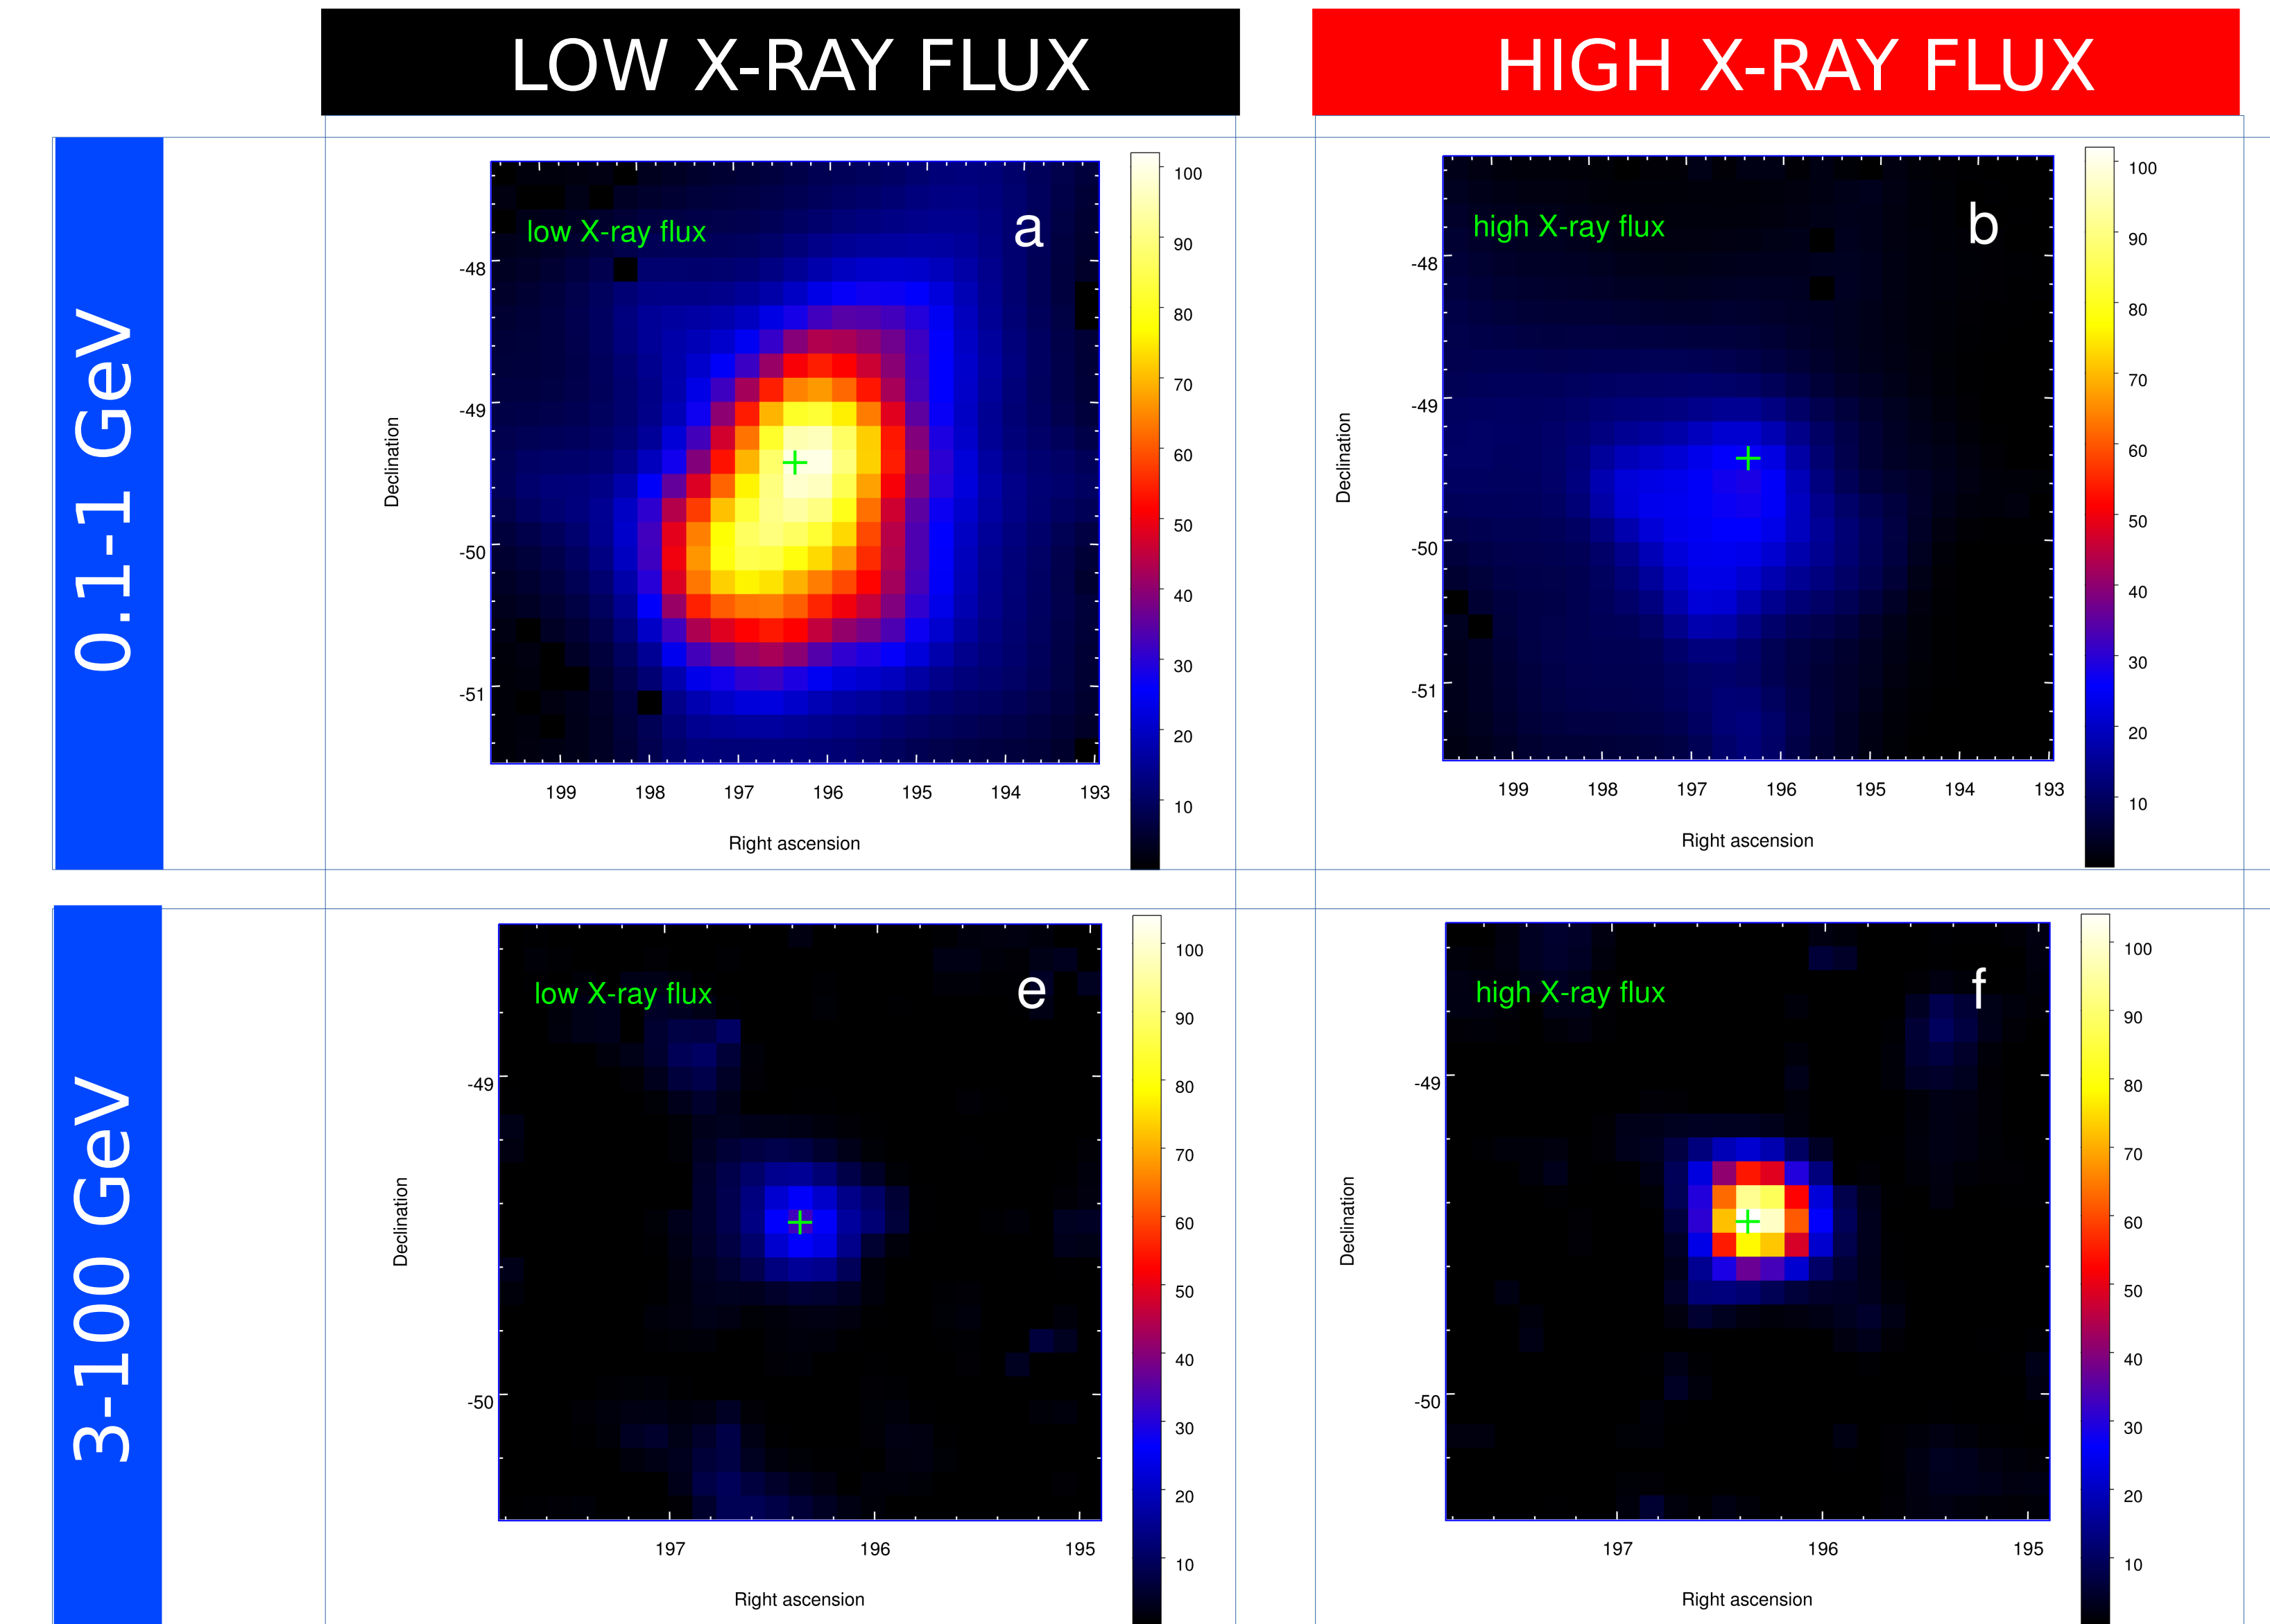 LOW X-RAY FLUX
HIGH X-RAY FLUX
0.1-1 GeV
low X-ray flux
a
Declination
-48
-49
-50
-51
199 198 197 196 195 194 193
Right ascension
100
90
80
70
60
50
40
30
20
10
high X-ray flux
b
Declination
-48
-49
-50
-51
199 198 197 196 195 194 193
Right ascension
100
90
80
70
60
50
40
30
20
10
3-100 GeV
low X-ray flux
e
Declination
-49
-50
197 196 195
Right ascension
100
90
80
70
60
50
40
30
20
10
high X-ray flux
f
Declination
-49
-50
197 196 195
Right ascension
100
90
80
70
60
50
40
30
20
10